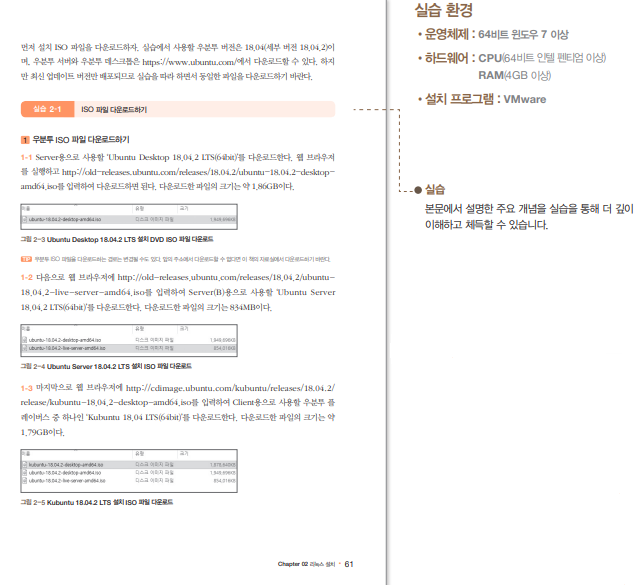 먼저 설치 ISO 파일을 다운로드하자. 실습에서 사용할 우분투 버전은 18.04(세부 버전 18.04.2)이
며, 우분투 서버와 우분투 데스크톱은 https://www.ubuntu.com/에서 다운로드할 수 있다. 하지
만 최신 업데이트 버전만 배포되므로 실습을 따라 하면서 동일한 파일을 다운로드하기 바란다.
실습 2-1 ISO 파일 다운로드하기
1 우분투 ISO 파일 다운로드하기
1-1 Server용으로 사용할 'Ubuntu Desktop 18.04.2 LTS(64bit)'를 다운로드한다. 웹 브라우저
를 실행하고 http://old-releases.ubuntu.com/releases/18.04.2/ubuntu-18.04.2-desktop-
amd64.iso를 입력하여 다운로드하면 된다. 다운로드한 파일의 크기는 약 1.86GB이다.
이름 유형 크기
ubuntu-18.04.2-desktop-amd64.iso 디스크 이미지 파일 1,949,696KB
그림 2-3 Ubuntu Desktop 18.04.2 LTS 설치 DVD ISO 파일 다운로드
TIP 우분투 ISO 파일을 다운로드하는 경로는 변경될 수도 있다. 앞의 주소에서 다운로드할 수 없다면 이 책의 자료실에서 다운로드하기 바란다.
1-2 다음으로 웹 브라우저에 http://old-releases.ubuntu.com/releases/18.04.2/ubuntu-
18.04.2-live-server-amd64.iso를 입력하여 Server(B)용으로 사용할 'Ubuntu Server
18.04.2 LTS(64bit)'를 다운로드한다. 다운로드한 파일의 크기는 834MB이다.
이름 유형 크기
ubuntu-18.04.2-desktop-amd64.iso 디스크 이미지 파일 1,949,696KB
ubuntu-18.04.2-live-server-amd64.iso 디스크 이미지 파일
그림 2-4 Ubuntu Server 18.04.2 LTS 설치 ISO 파일 다운로드
1-3 마지막으로 웹 브라우저에 http://cdimage.ubuntu.com/kubuntu/releases/18.04.2/
release/kubuntu-18.04.2-desktop-amd64.iso를 입력하여 Client용으로 사용할 우분투 플
레이버스 중 하나인 'Kubuntu 18.04 LTS(64bit)'를 다운로드한다. 다운로드한 파일의 크기는 약
1.79GB이다.
이름 유형 크기
kubuntu-18.04.2-desktop-amd64.iso 디스크 이미지 파일
ubuntu-18.04.2-desktop-amd64.iso 디스크 이미지 파일 1,949,696KB
ubuntu-18.04.2-live-server-amd64.iso 디스크 이미지 파일
그림 2-5 Kubuntu 18.04.2 LTS 설치 ISO 파일 다운로드
Chapter 02 리눅스 설치 • 61
실습 환경
• 운영체제 : 64비트 윈도우 7 이상
• 하드웨어 : CPU(64비트 인텔 펜티엄 이상)
RAM(4GB 이상)
• 설치 프로그램 : VMware
● 실습
본문에서 설명한 주요 개념을 실습을 통해 더 깊이
이해하고 체득할 수 있습니다.